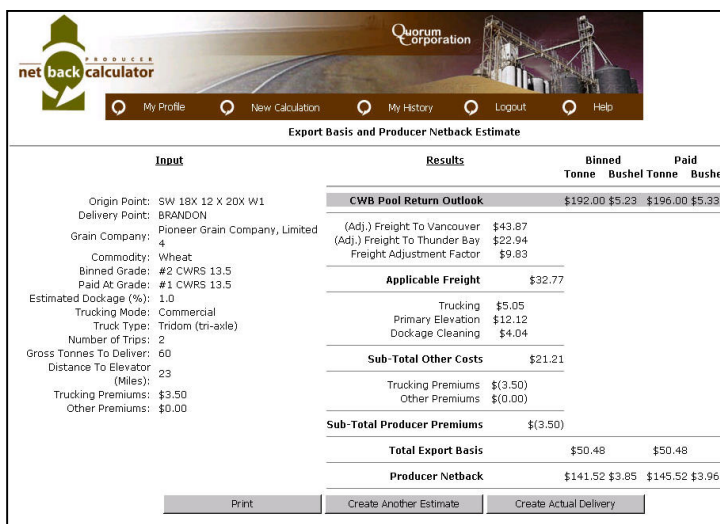 Quorum
Corporation
PRODUCER
net back calculator
My Profile
New Calculation
My History
Logout
Help
Export Basis and Producer Netback Estimate
Input
Origin Point: SW 18X 12 X 20X W1
Delivery Point: BRANDON
Grain Company: Pioneer Grain Company, Limited
4
Commodity: Wheat
Binned Grade: #2 CWRS 13.5
Paid At Grade: #1 CWRS 13.5
Estimated Dockage (%): 1.0
Trucking Mode: Commercial
Truck Type: Tridom (tri-axle)
Number of Trips: 2
Gross Tonnes To Deliver: 60
Distance To Elevator
(Miles): 23
Trucking Premiums: $3.50
Other Premiums: $0.00
Results Binned Paid
Tonne Bushel Tonne Bushe
CWB Pool Return Outlook $192.00 $5.23 $196.00 $5.33
(Adj.) Freight To Vancouver $43.87
(Adj.) Freight To Thunder Bay $22.94
Freight Adjustment Factor $9.83
Applicable Freight $32.77
Trucking $5.05
Primary Elevation $12.12
Dockage Cleaning $4.04
Sub-Total Other Costs $21.21
Trucking Premiums $(3.50)
Other Premiums $(0.00)
Sub-Total Producer Premiums $(3.50)
Total Export Basis $50.48 $50.48
Producer Netback $141.52 $3.85 $145.52 $3.96
Print
Create Another Estimate
Create Actual Delivery